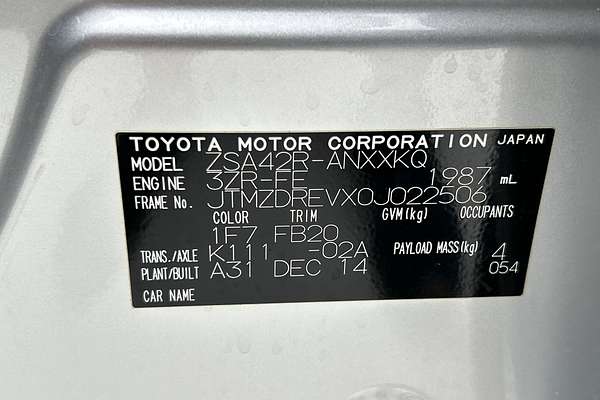 TOYOTA MOTOR CORPORATION JAPAN
MODEL ZSA42R-ANXXKQ
ENGINE 3ZR-FE 1987 mL
FRAME No. JTMZDREVX0J022506
COLOR TRIM GVM(kg) OCCUPANTS
1F7 FB20
TRANS./AXLE K111 -02A PAYLOAD MASS(kg) 4
PLANT/BUILT A31 DEC 14 054
CAR NAME